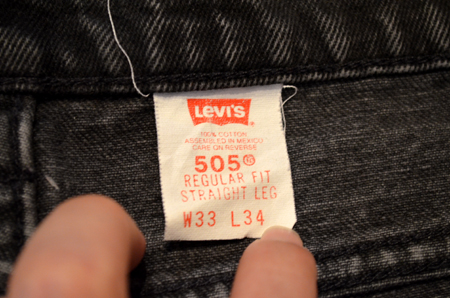 LEVI'S
100% COTTON
ASSEMBLED IN MEXICO
CARE ON REVERSE
505®
REGULAR FIT
STRAIGHT LEG
W33 L34